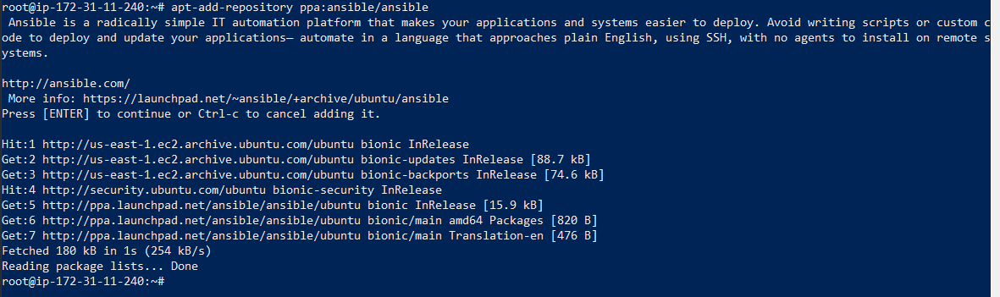 root@ip-172-31-11-240:~# apt-add-repository ppa:ansible/ansible
 Ansible is a radically simple IT automation platform that makes your applications and systems easier to deploy. Avoid writing scripts or custom c
ode to deploy and update your applications— automate in a language that approaches plain English, using SSH, with no agents to install on remote s
ystems.

http://ansible.com/
 More info: https://launchpad.net/~ansible/+archive/ubuntu/ansible
Press [ENTER] to continue or Ctrl-c to cancel adding it.

Hit:1 http://us-east-1.ec2.archive.ubuntu.com/ubuntu bionic InRelease
Get:2 http://us-east-1.ec2.archive.ubuntu.com/ubuntu bionic-updates InRelease [88.7 kB]
Get:3 http://us-east-1.ec2.archive.ubuntu.com/ubuntu bionic-backports InRelease [74.6 kB]
Hit:4 http://security.ubuntu.com/ubuntu bionic-security InRelease
Get:5 http://ppa.launchpad.net/ansible/ansible/ubuntu bionic InRelease [15.9 kB]
Get:6 http://ppa.launchpad.net/ansible/ansible/ubuntu bionic/main amd64 Packages [820 B]
Get:7 http://ppa.launchpad.net/ansible/ansible/ubuntu bionic/main Translation-en [476 B]
Fetched 180 kB in 1s (254 kB/s)
Reading package lists... Done
root@ip-172-31-11-240:~#